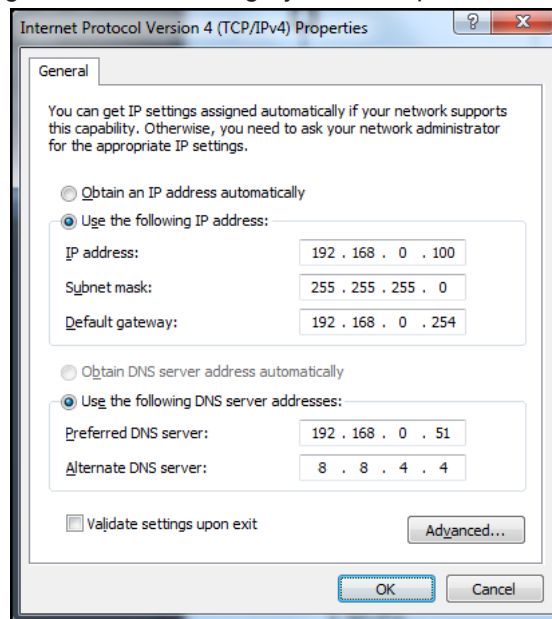 Internet Protocol Version 4 (TCP/IPv4) Properties
General
You can get IP settings assigned automatically if your network supports
this capability. Otherwise, you need to ask your network administrator
for the appropriate IP settings.
Obtain an IP address automatically
Use the following IP address:
IP address: 192 . 168 . 0 . 100
Subnet mask: 255 . 255 . 255 . 0
Default gateway: 192 . 168 . 0 . 254
Obtain DNS server address automatically
Use the following DNS server addresses:
Preferred DNS server: 192 . 168 . 0 . 51
Alternate DNS server: 8 . 8 . 4 . 4
Validate settings upon exit
Advanced...
OK Cancel